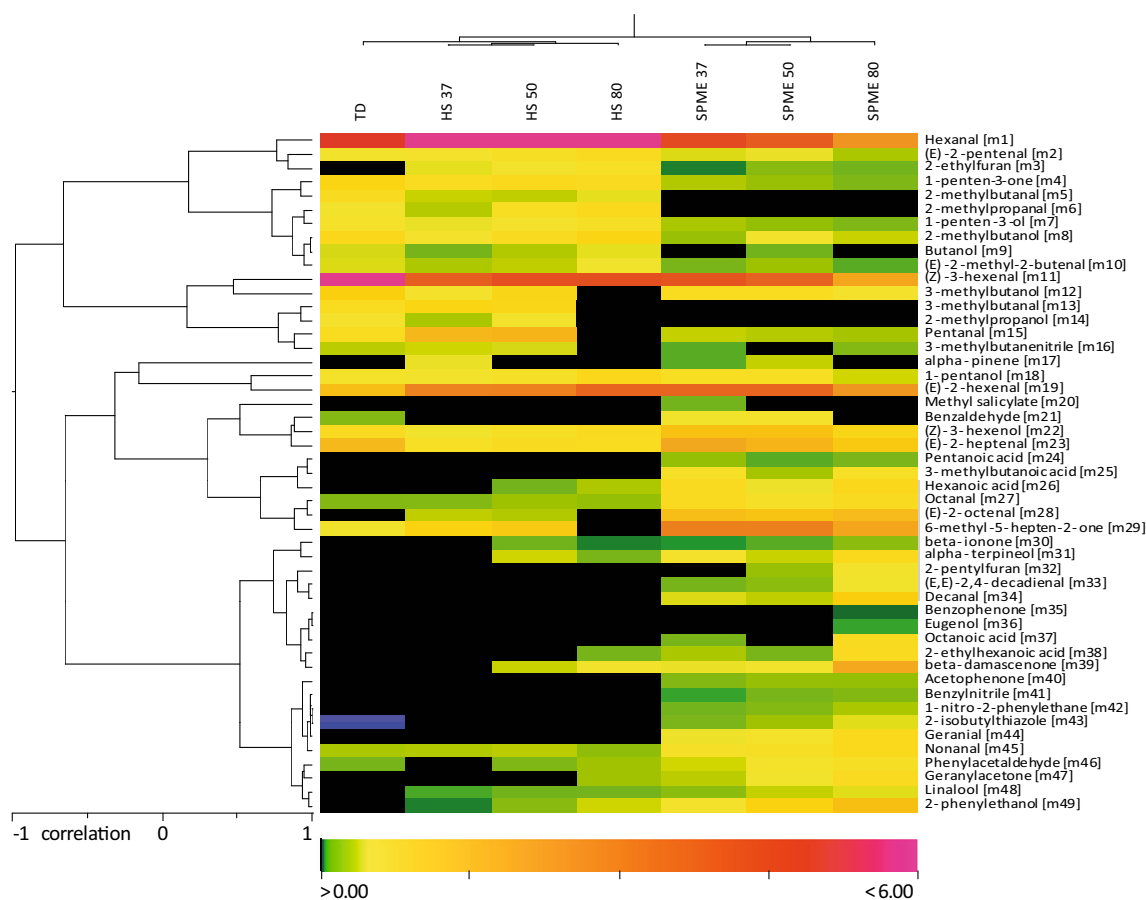 TD
HS 37
HS 50
HS 80
SPME 37
SPME 50
SPME 80
Hexanal [m1]
(E)-2-pentenal [m2]
2-ethylfuran [m3]
1-penten-3-one [m4]
2-methylbutanal [m5]
2-methylpropanal [m6]
1-penten-3-ol [m7]
2-methylbutanol [m8]
Butanol [m9]
(E)-2-methyl-2-butenal [m10]
(Z)-3-hexenal [m11]
3-methylbutanol [m12]
3-methylbutanal [m13]
2-methylpropanol [m14]
Pentanal [m15]
3-methylbutanenitrile [m16]
alpha-pinene [m17]
1-pentanol [m18]
(E)-2-hexenal [m19]
Methyl salicylate [m20]
Benzaldehyde [m21]
(Z)-3-hexenol [m22]
(E)-2-heptenal [m23]
Pentanoic acid [m24]
3-methylbutanoic acid [m25]
Hexanoic acid [m26]
Octanal [m27]
(E)-2-octenal [m28]
6-methyl-5-hepten-2-one [m29]
beta-ionone [m30]
alpha-terpineol [m31]
2-pentylfuran [m32]
(E,E)-2,4-decadienal [m33]
Decanal [m34]
Benzophenone [m35]
Eugenol [m36]
Octanoic acid [m37]
2-ethylhexanoic acid [m38]
beta-damascenone [m39]
Acetophenone [m40]
Benzylnitrile [m41]
1-nitro-2-phenylethane [m42]
2-isobutylthiazole [m43]
Geranial [m44]
Nonanal [m45]
Phenylacetaldehyde [m46]
Geranylacetone [m47]
Linalool [m48]
2-phenylethanol [m49]
-1 correlation 0 1
>0.00 <6.00